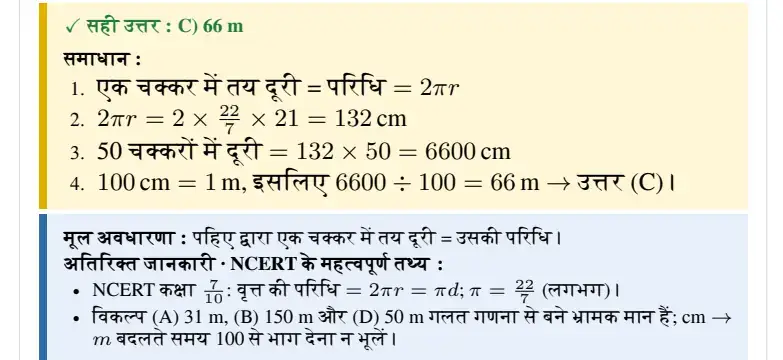 ✓ सही उत्तर : C) 66 m
समाधान :
1. एक चक्कर में तय दूरी = परिधि = 2πr
2. 2πr = 2 × 22/7 × 21 = 132 cm
3. 50 चक्करों में दूरी = 132 × 50 = 6600 cm
4. 100 cm = 1 m, इसलिए 6600 ÷ 100 = 66 m → उत्तर (C)।
मूल अवधारणा : पहिए द्वारा एक चक्कर में तय दूरी = उसकी परिधि।
अतिरिक्त जानकारी · NCERT के महत्वपूर्ण तथ्य :
• NCERT कक्षा 7/10: वृत्त की परिधि = 2πr = πd; π = 22/7 (लगभग)।
• विकल्प (A) 31 m, (B) 150 m और (D) 50 m गलत गणना से बने भ्रामक मान हैं; cm →
m बदलते समय 100 से भाग देना न भूलें।